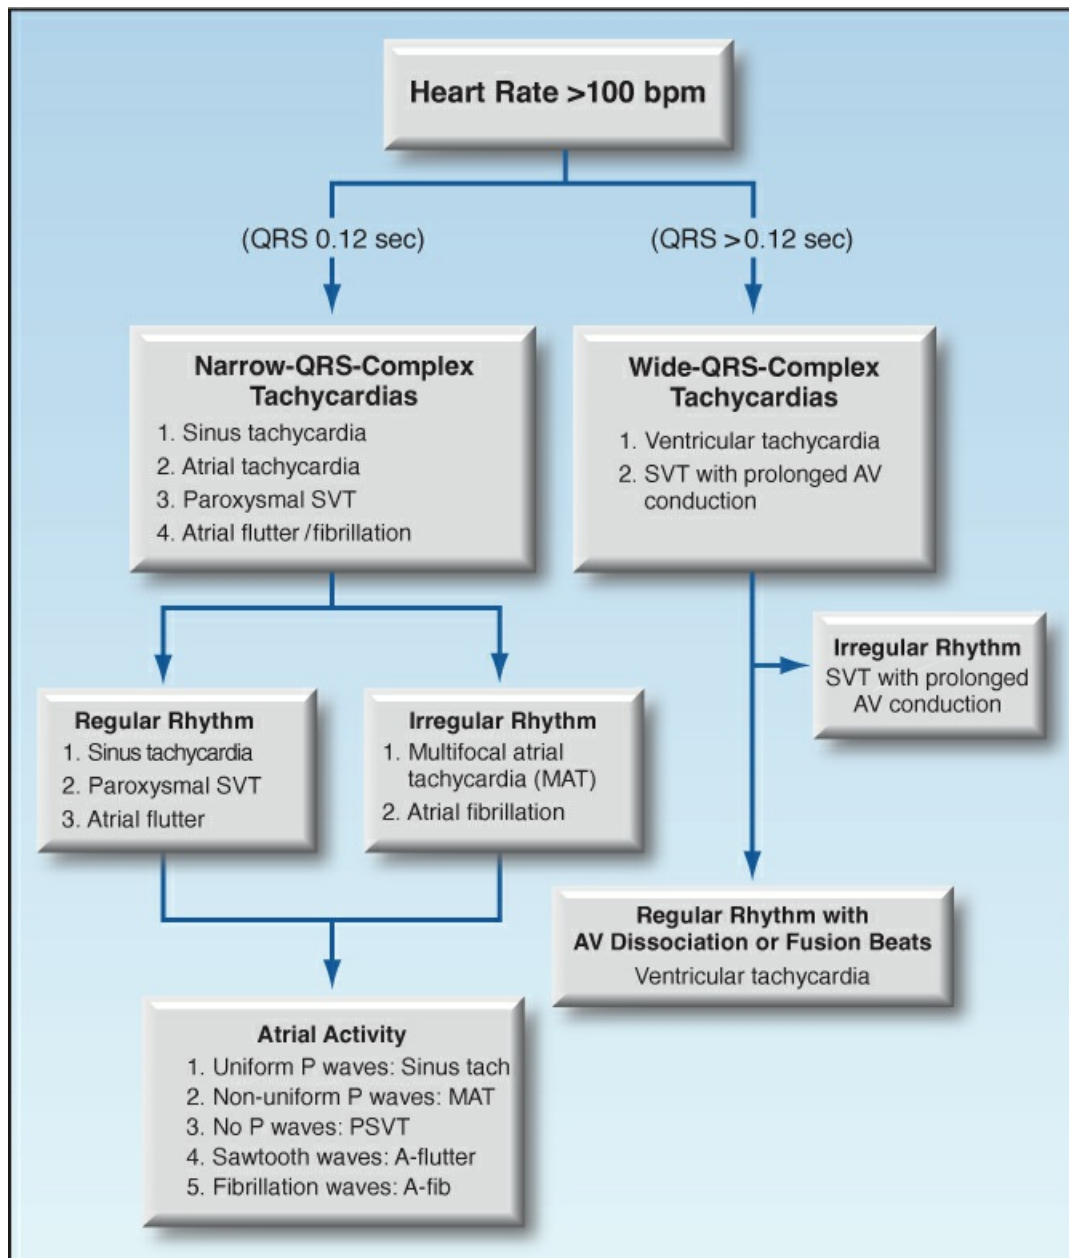 Heart Rate >100 bpm
(QRS 0.12 sec)
(QRS > 0.12 sec)
Narrow-QRS-Complex
Tachycardias
1. Sinus tachycardia
2. Atrial tachycardia
3. Paroxysmal SVT
4. Atrial flutter/fibrillation
Wide-QRS-Complex
Tachycardias
1. Ventricular tachycardia
2. SVT with prolonged AV
conduction
Irregular Rhythm
SVT with prolonged
AV conduction
Regular Rhythm
1. Sinus tachycardia
2. Paroxysmal SVT
3. Atrial flutter
Irregular Rhythm
1. Multifocal atrial
tachycardia (MAT)
2. Atrial fibrillation
Regular Rhythm with
AV Dissociation or Fusion Beats
Ventricular tachycardia
Atrial Activity
1. Uniform P waves: Sinus tach
2. Non-uniform P waves: MAT
3. No P waves: PSVT
4. Sawtooth waves: A-flutter
5. Fibrillation waves: A-fib